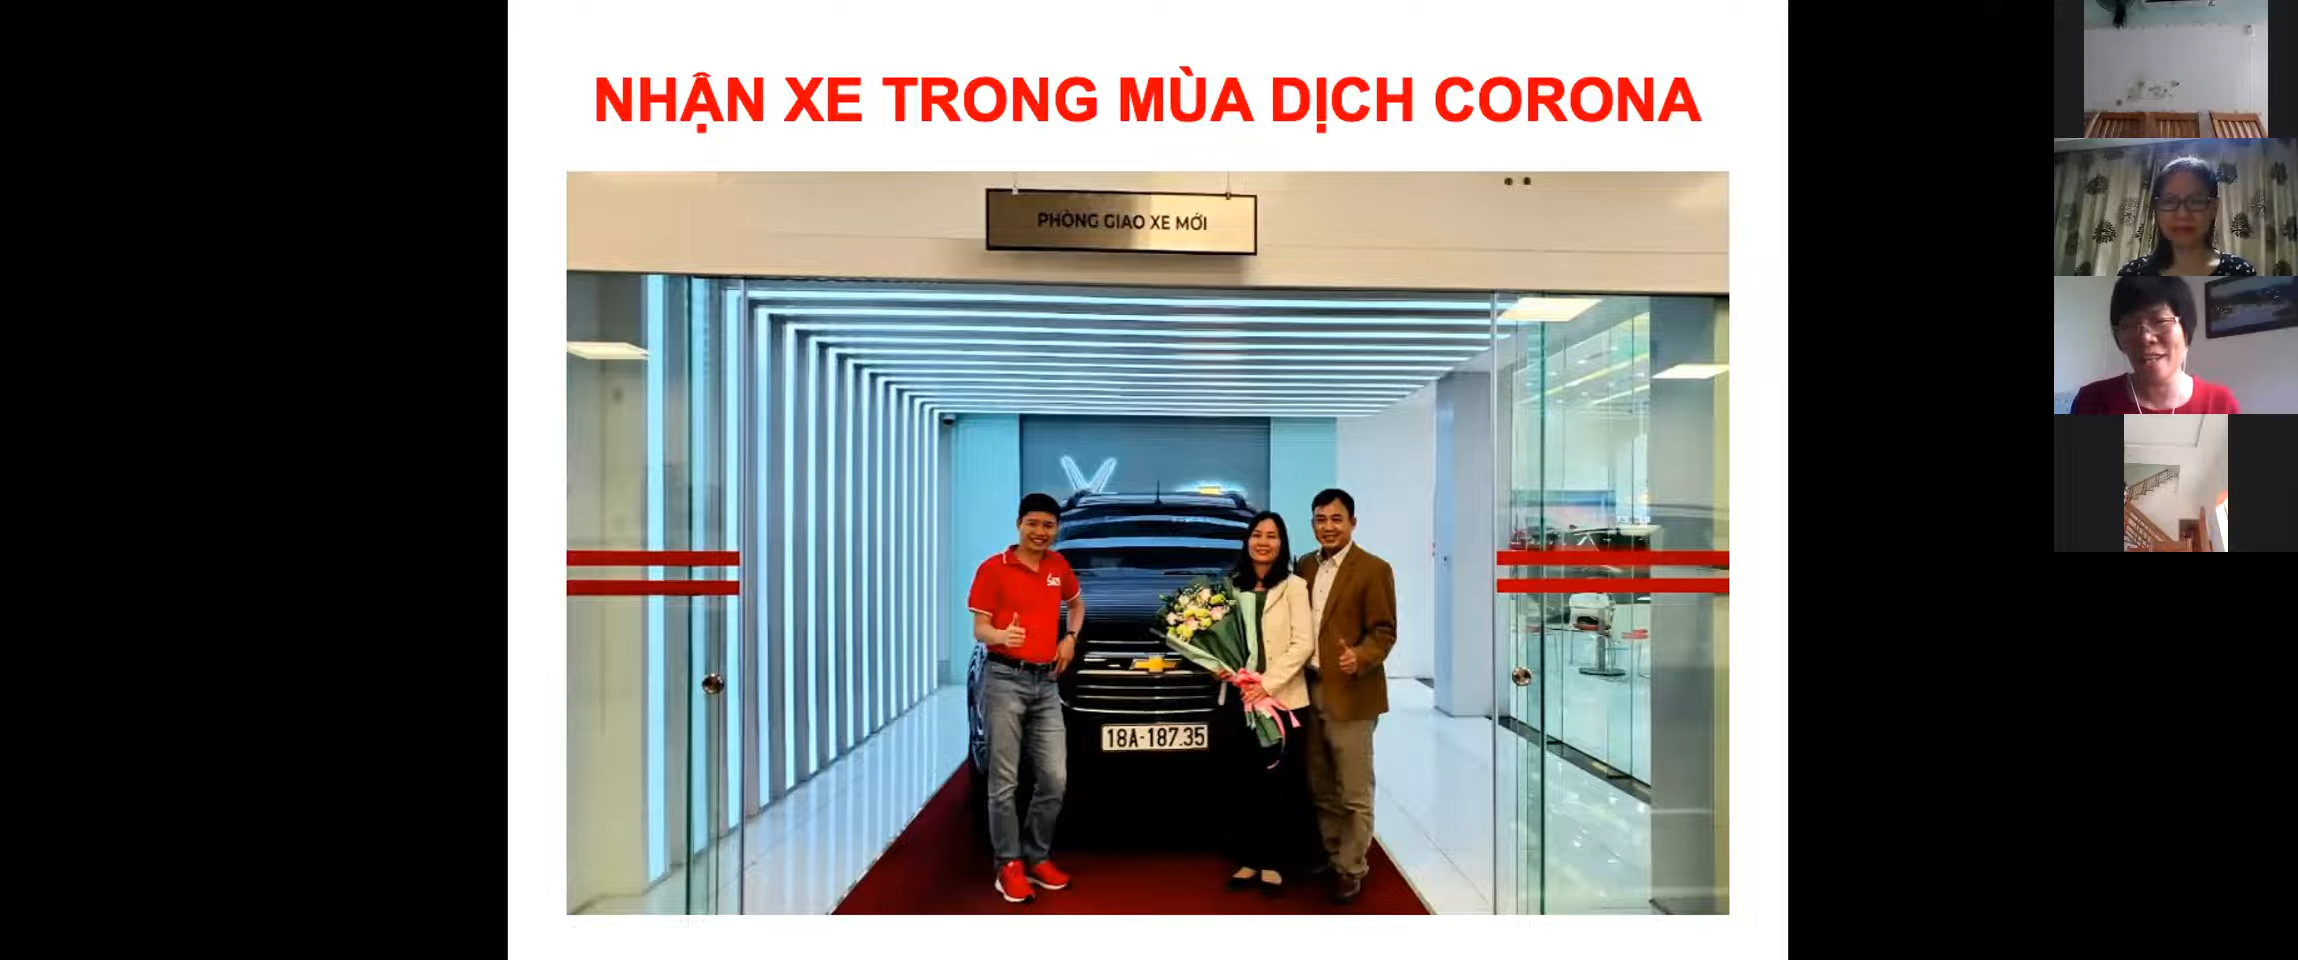 NHẬN XE TRONG MÙA DỊCH CORONA
PHÒNG GIAO XE MỚI
18A-187.35